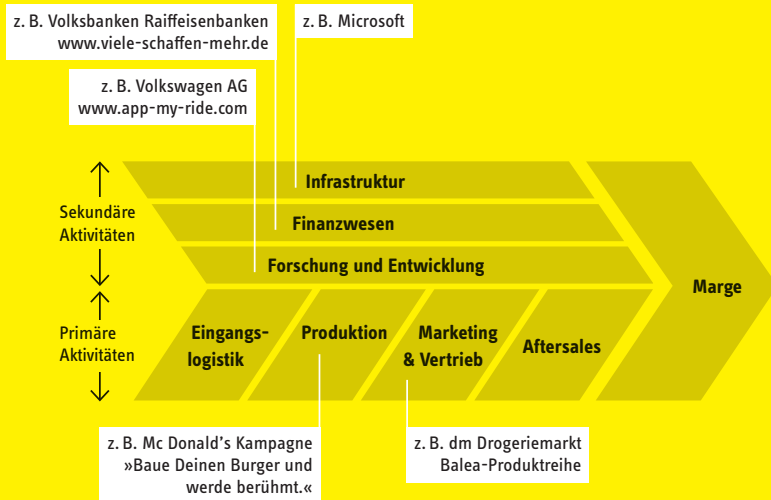 z. B. Volksbanken Raiffeisenbanken
www.viele-schaffen-mehr.de
z. B. Microsoft
z. B. Volkswagen AG
www.app-my-ride.com
Sekundäre
Aktivitäten
Infrastruktur
Finanzwesen
Forschung und Entwicklung
Marge
Primäre
Aktivitäten
Eingangs-
logistik
Produktion
Marketing
& Vertrieb
Aftersales
z. B. Mc Donald's Kampagne
»Baue Deinen Burger und
werde berühmt.«
z. B. dm Drogeriemarkt
Balea-Produktreihe